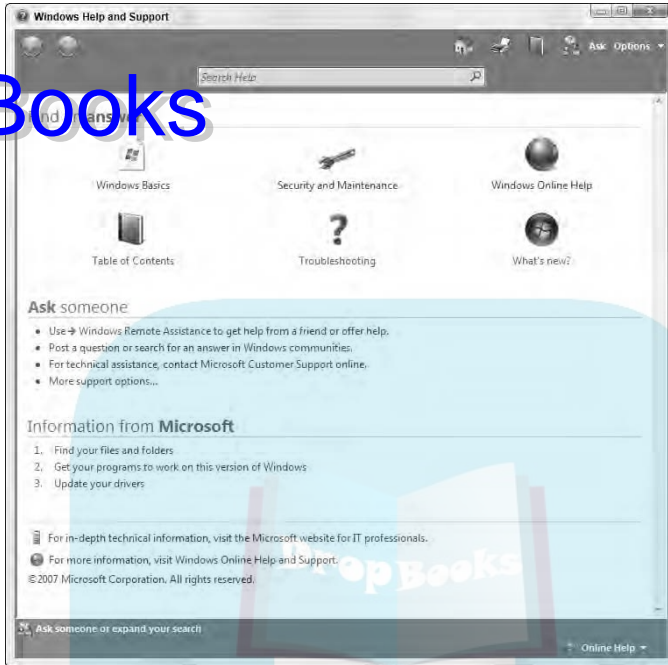 Windows Help and Support
Ask Options
Search Help
Books
Find an answer
Windows Basics
Security and Maintenance
Windows Online Help
Table of Contents
Troubleshooting
What's new?
Ask someone
• Use → Windows Remote Assistance to get help from a friend or offer help.
• Post a question or search for an answer in Windows communities.
• For technical assistance, contact Microsoft Customer Support online.
• More support options...
Information from Microsoft
1. Find your files and folders
2. Get your programs to work on this version of Windows
3. Update your drivers
For in-depth technical information, visit the Microsoft website for IT professionals.
For more information, visit Windows Online Help and Support.
DropBooks
©2007 Microsoft Corporation. All rights reserved.
Ask someone or expand your search
Online Help